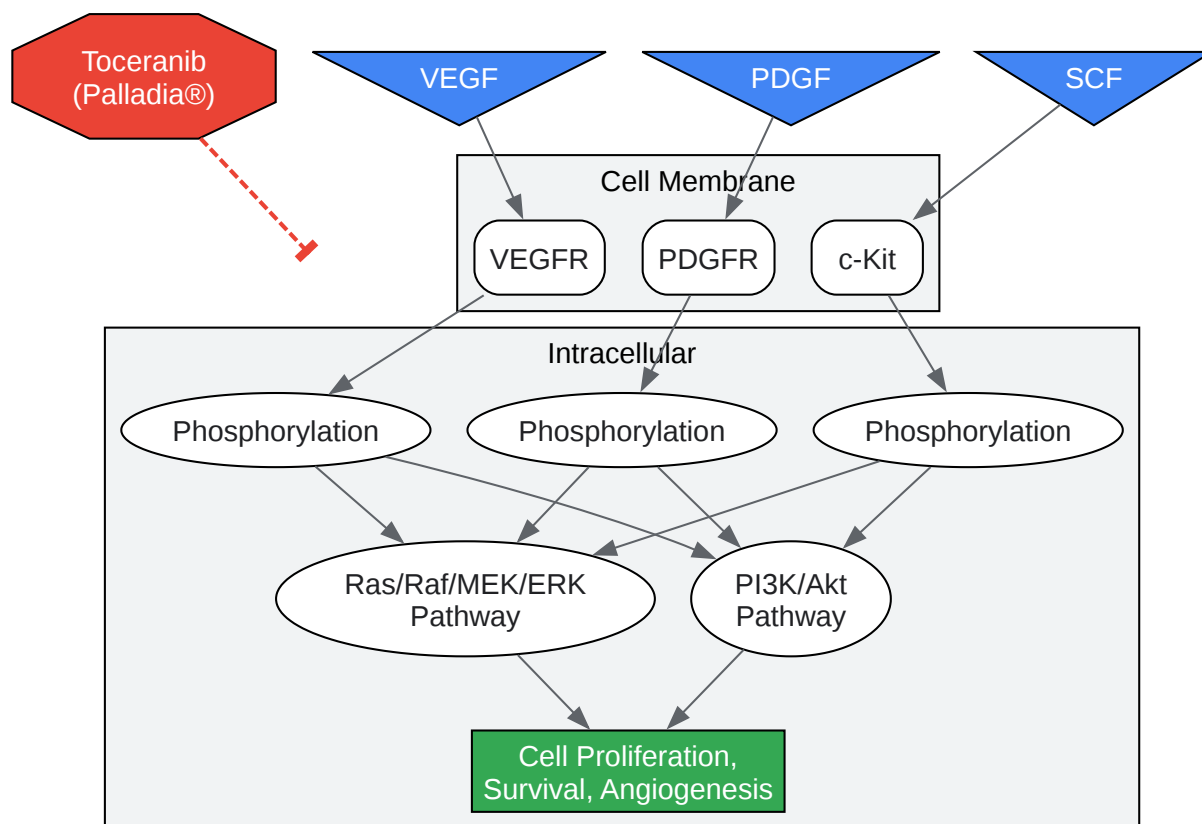 Toceranib
(Palladia®)
VEGF
PDGF
SCF
Cell Membrane
VEGFR
PDGFR
c-Kit
Intracellular
Phosphorylation
Phosphorylation
Phosphorylation
Ras/Raf/MEK/ERK
Pathway
PI3K/Akt
Pathway
Cell Proliferation,
Survival, Angiogenesis